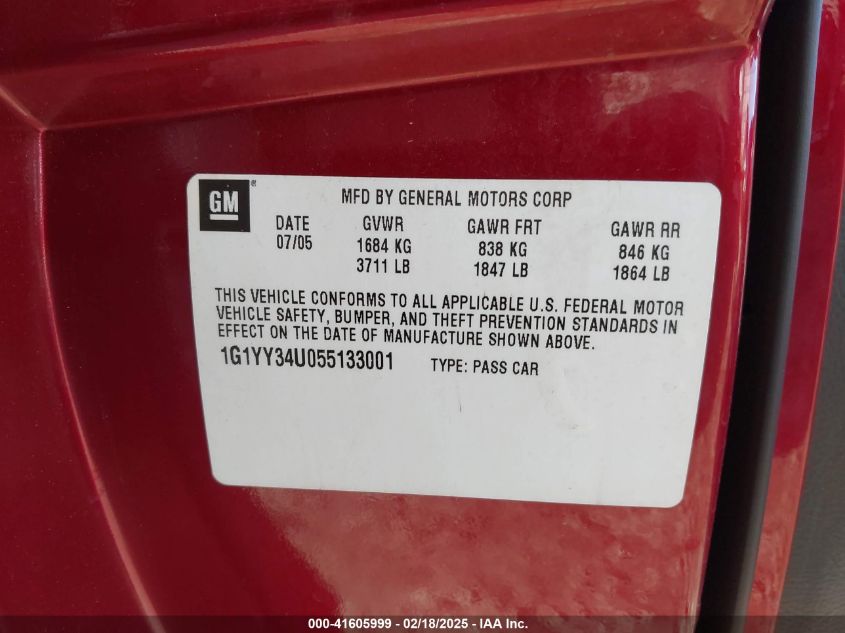 GM®
MFD BY GENERAL MOTORS CORP
DATE GVWR GAWR FRT GAWR RR
07/05 1684 KG 838 KG 846 KG
3711 LB 1847 LB 1864 LB
THIS VEHICLE CONFORMS TO ALL APPLICABLE U.S. FEDERAL MOTOR
VEHICLE SAFETY, BUMPER, AND THEFT PREVENTION STANDARDS IN
EFFECT ON THE DATE OF MANUFACTURE SHOWN ABOVE.
1G1YY34U055133001 TYPE: PASS CAR
000-41605999 - 02/18/2025 - IAA Inc.